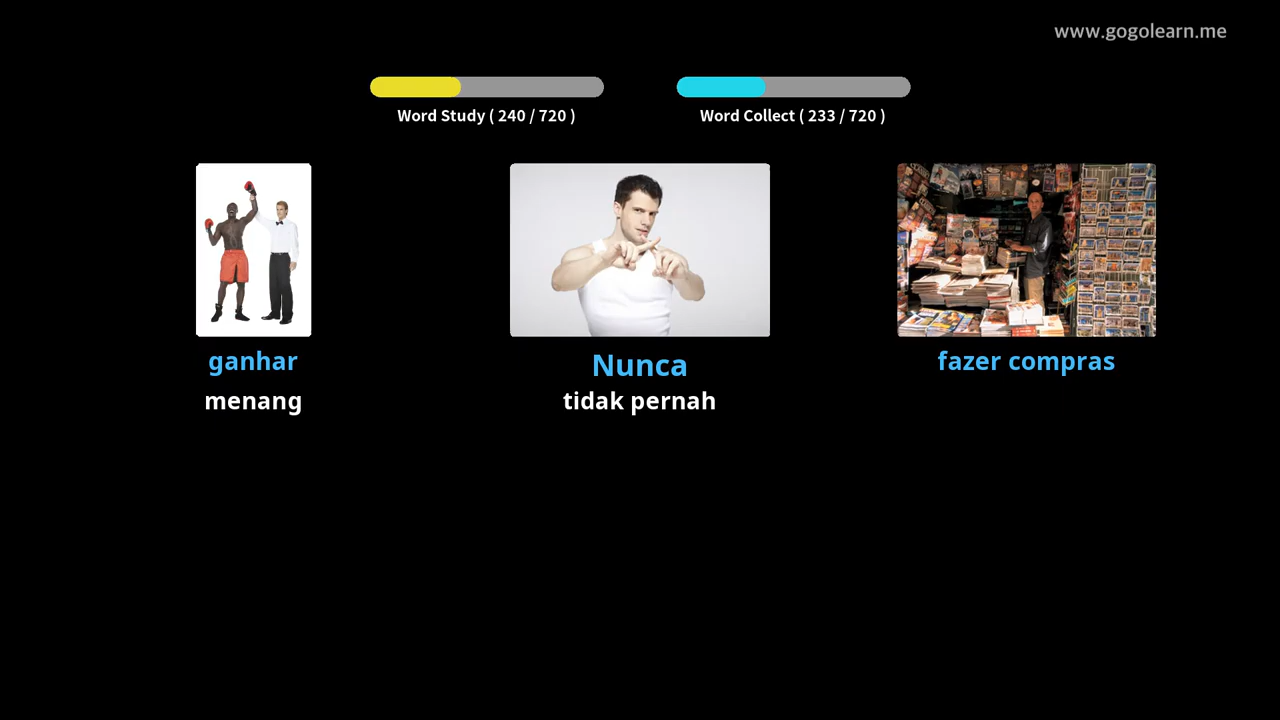 www.gogolearn.me
Word Study ( 240 / 720 )
Word Collect ( 233 / 720 )
ganhar
menang
Nunca
tidak pernah
fazer compras